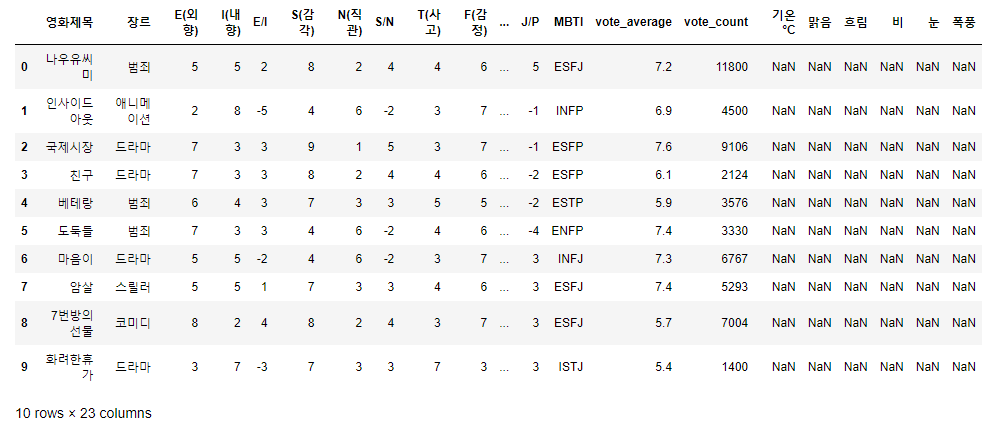 영화제목 장르 E(외향) I(내향) E/I S(감각) N(직관) S/N T(사고) F(감정) ... J/P MBTI vote_average vote_count 기온 ℃ 맑음 흐림 비 눈 폭풍
0 나우유씨미 범죄 5 5 2 8 2 4 4 6 ... 5 ESFJ 7.2 11800 NaN NaN NaN NaN NaN NaN
1 인사이드아웃 애니메이션 2 8 -5 4 6 -2 3 7 ... -1 INFP 6.9 4500 NaN NaN NaN NaN NaN NaN
2 국제시장 드라마 7 3 3 9 1 5 3 7 ... -1 ESFP 7.6 9106 NaN NaN NaN NaN NaN NaN
3 친구 드라마 7 3 3 8 2 4 4 6 ... -2 ESFP 6.1 2124 NaN NaN NaN NaN NaN NaN
4 베테랑 범죄 6 4 3 7 3 3 5 5 ... -2 ESTP 5.9 3576 NaN NaN NaN NaN NaN NaN
5 도둑들 범죄 7 3 3 4 6 -2 4 6 ... -4 ENFP 7.4 3330 NaN NaN NaN NaN NaN NaN
6 마음이 드라마 5 5 -2 4 6 -2 3 7 ... 3 INFJ 7.3 6767 NaN NaN NaN NaN NaN NaN
7 암살 스릴러 5 5 1 7 3 3 4 6 ... 3 ESFJ 7.4 5293 NaN NaN NaN NaN NaN NaN
8 7번방의 선물 코미디 8 2 4 8 2 4 3 7 ... 3 ESFJ 5.7 7004 NaN NaN NaN NaN NaN NaN
9 화려한휴가 드라마 3 7 -3 7 3 3 7 3 ... 3 ISTJ 5.4 1400 NaN NaN NaN NaN NaN NaN
10 rows × 23 columns